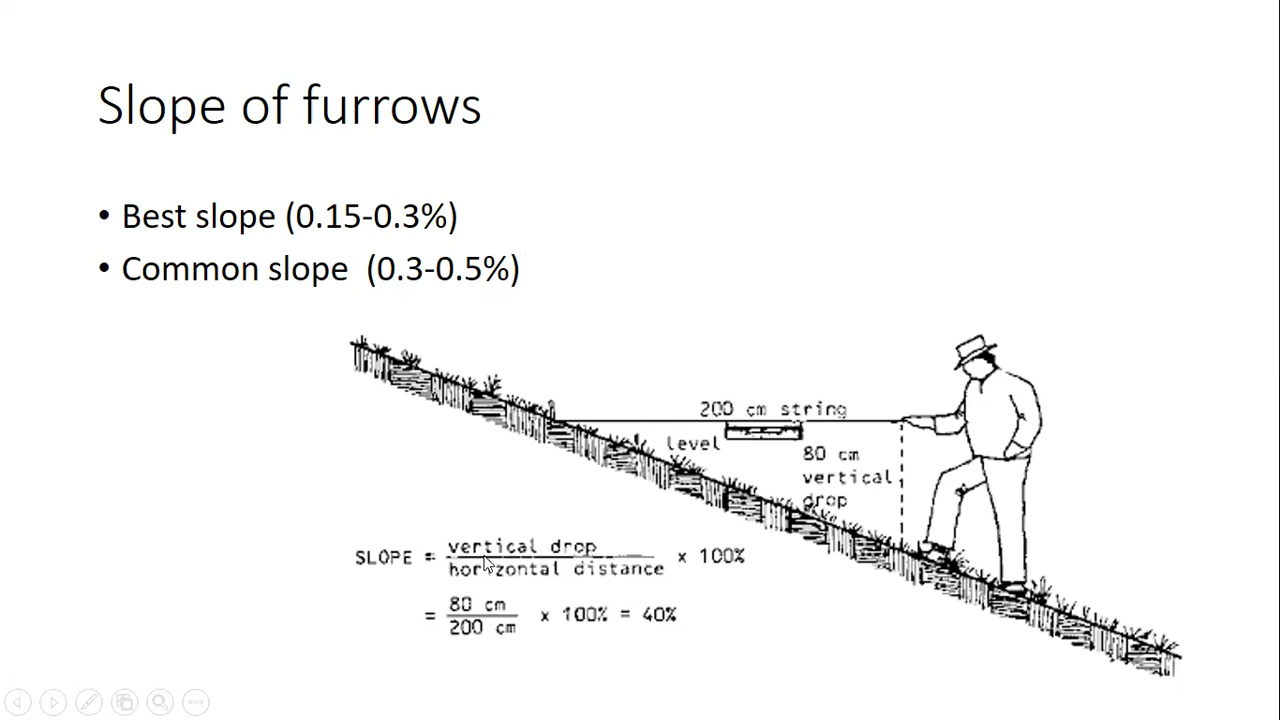 Slope of furrows
• Best slope (0.15-0.3%)
• Common slope (0.3-0.5%)
200 cm string
level
80 cm
vertical
drop
SLOPE = vertical drop / horizontal distance x 100%
= 80 cm / 200 cm x 100% = 40%